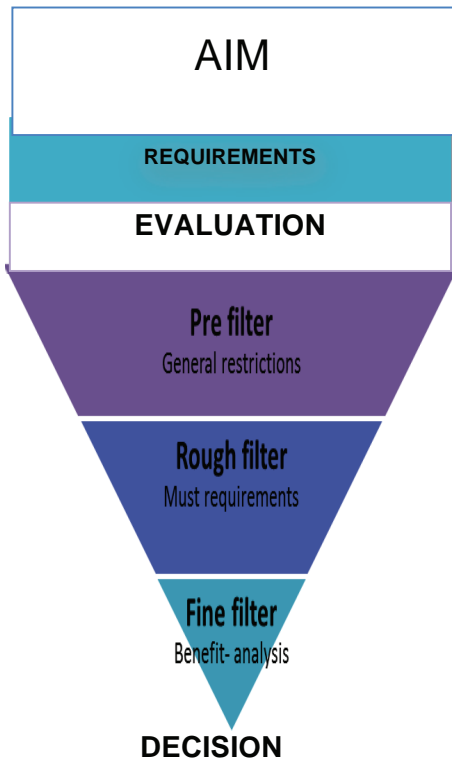 AIM
REQUIREMENTS
EVALUATION
Pre filter
General restrictions
Rough filter
Must requirements
Fine filter
Benefit- analysis
DECISION